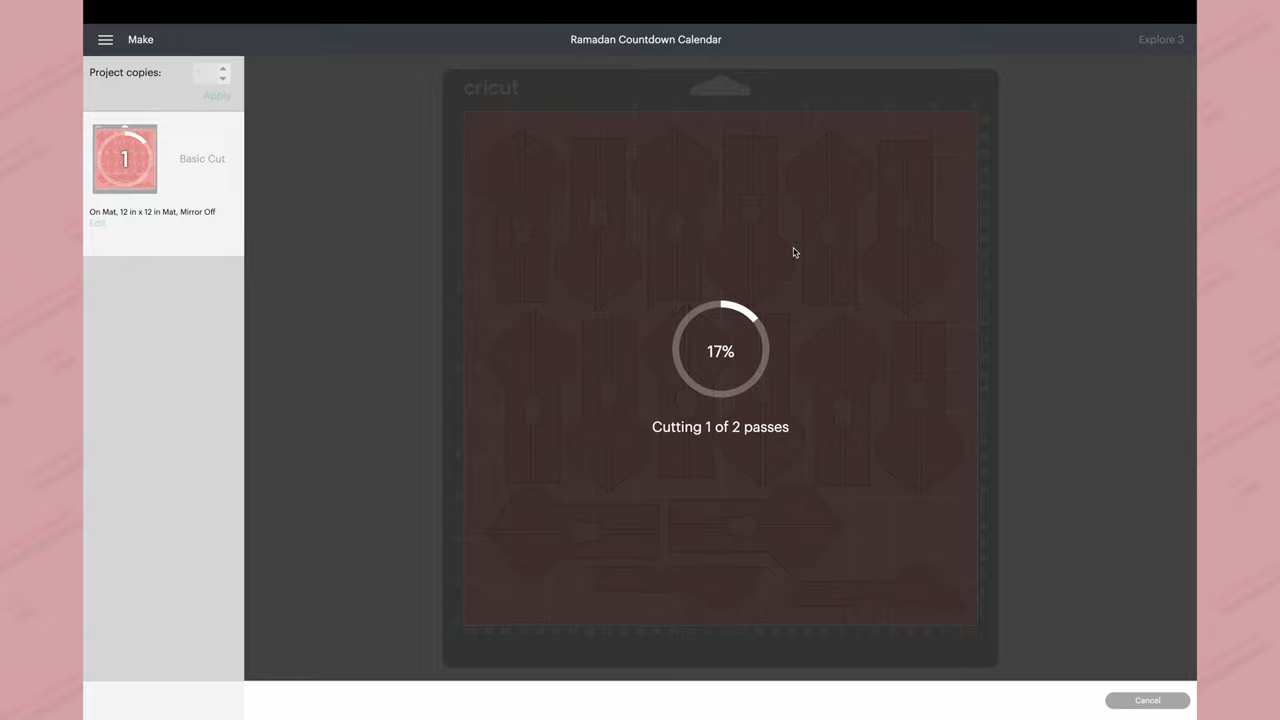 Make
Ramadan Countdown Calendar
Explore 3
Project copies:
Apply
cricut
1
Basic Cut
On Mat, 12 in x 12 in Mat, Mirror Off
Edit
17%
Cutting 1 of 2 passes
Cancel